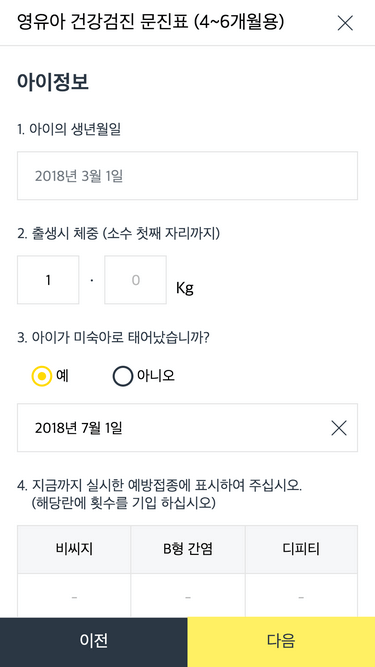 영유아 건강검진 문진표 (4~6개월용)
아이정보
1. 아이의 생년월일
2018년 3월 1일
2. 출생시 체중 (소수 첫째 자리까지)
1 . 0 Kg
3. 아이가 미숙아로 태어났습니까?
예 아니오
2018년 7월 1일
4. 지금까지 실시한 예방접종에 표시하여 주십시오.
(해당란에 횟수를 기입 하십시오)
비씨지 B형 간염 디피티
- - -
이전 다음